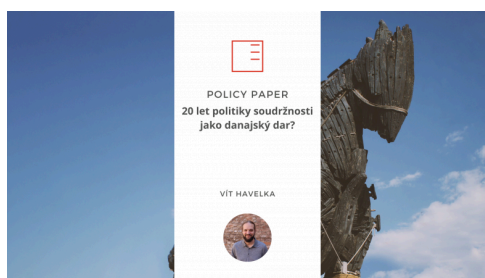 POLICY PAPER
20 let politiky soudržnosti
jako danajský dar?
VÍT HAVELKA